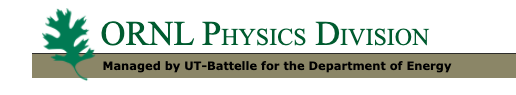 ORNL PHYSICS DIVISION
Managed by UT-Battelle for the Department of Energy